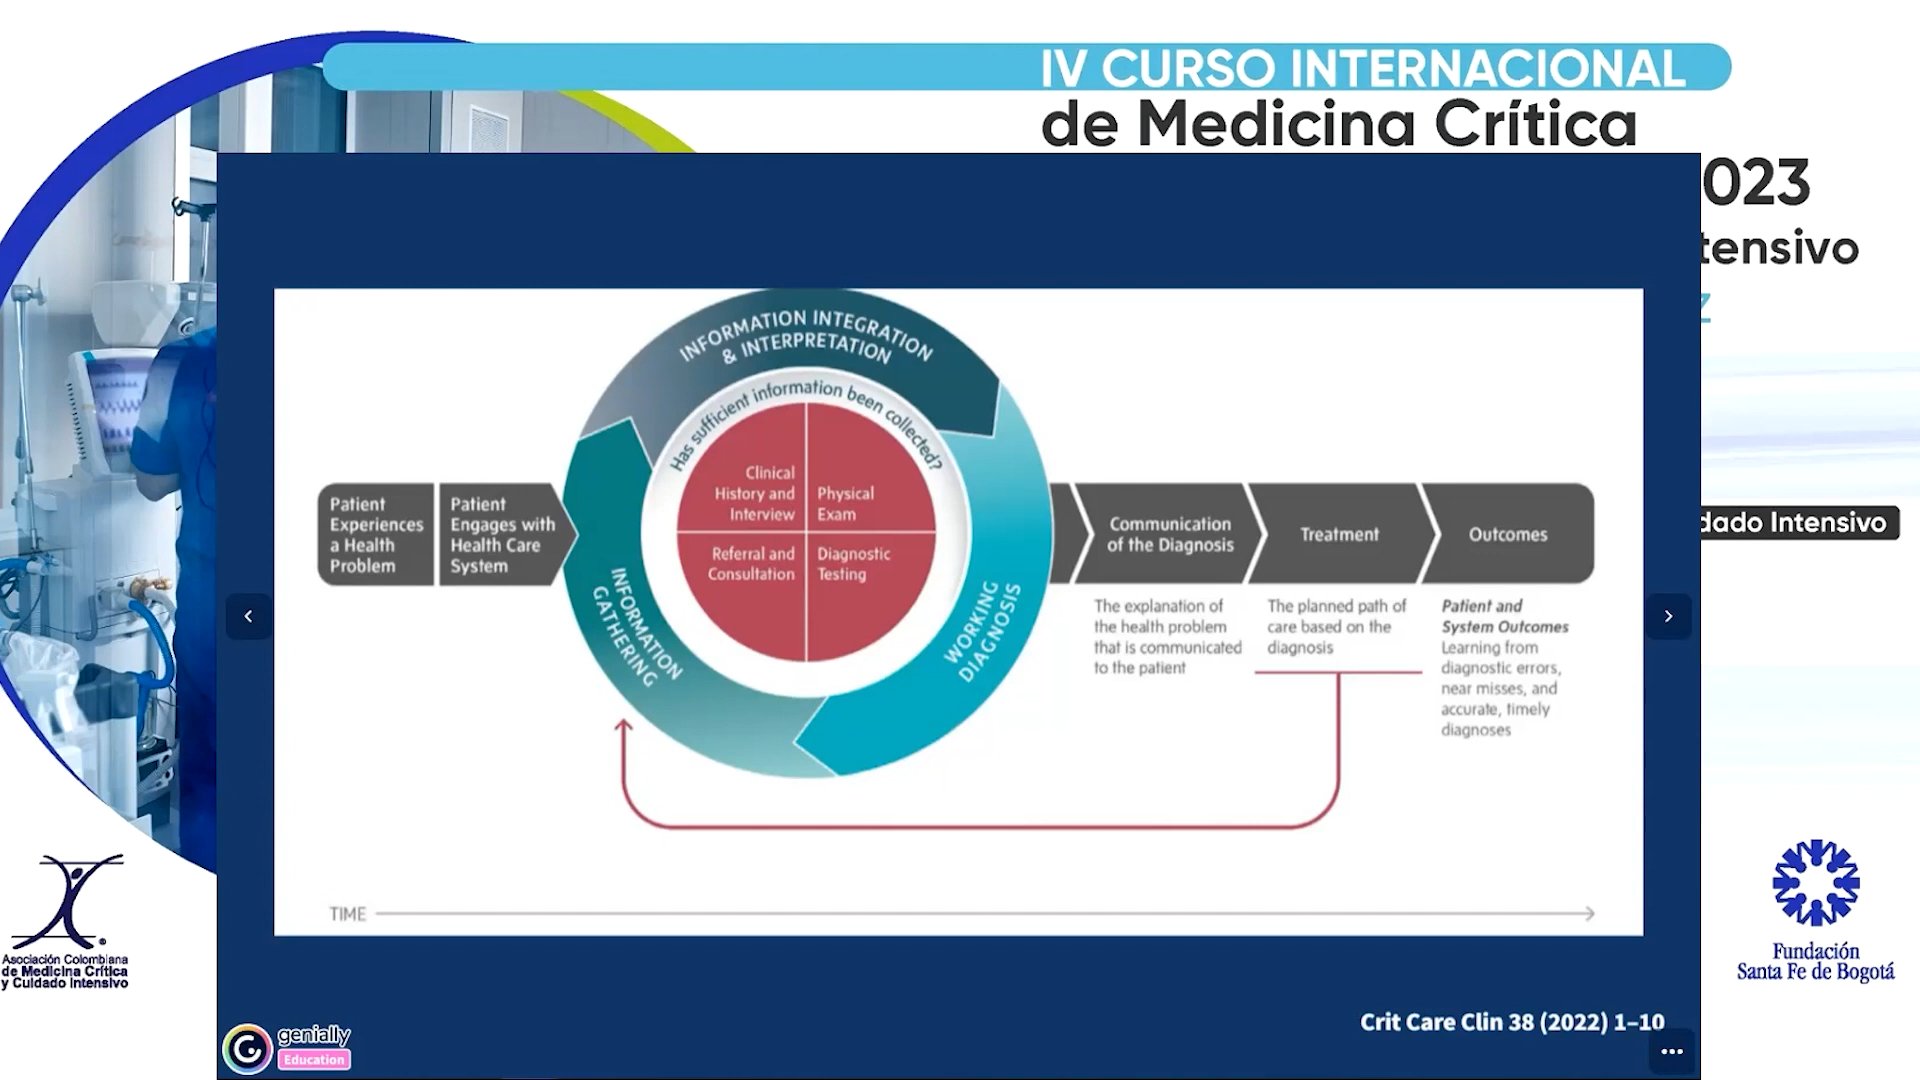 IV CURSO INTERNACIONAL
de Medicina Crítica
023
tensivo
z
dado Intensivo
INFORMATION INTEGRATION
& INTERPRETATION
Has sufficient information been collected?
Clinical
History and
Interview
Physical
Exam
Referral and
Consultation
Diagnostic
Testing
INFORMATION
GATHERING
WORKING
DIAGNOSIS
Patient
Experiences
a Health
Problem
Patient
Engages with
Health Care
System
Communication
of the Diagnosis
Treatment
Outcomes
The explanation of
the health problem
that is communicated
to the patient
The planned path of
care based on the
diagnosis
Patient and
System Outcomes
Learning from
diagnostic errors,
near misses, and
accurate, timely
diagnoses
TIME
Crit Care Clin 38 (2022) 1–10
genially
Education
Asociación Colombiana
de Medicina Crítica
y Cuidado Intensivo
Fundación
Santa Fe de Bogotá